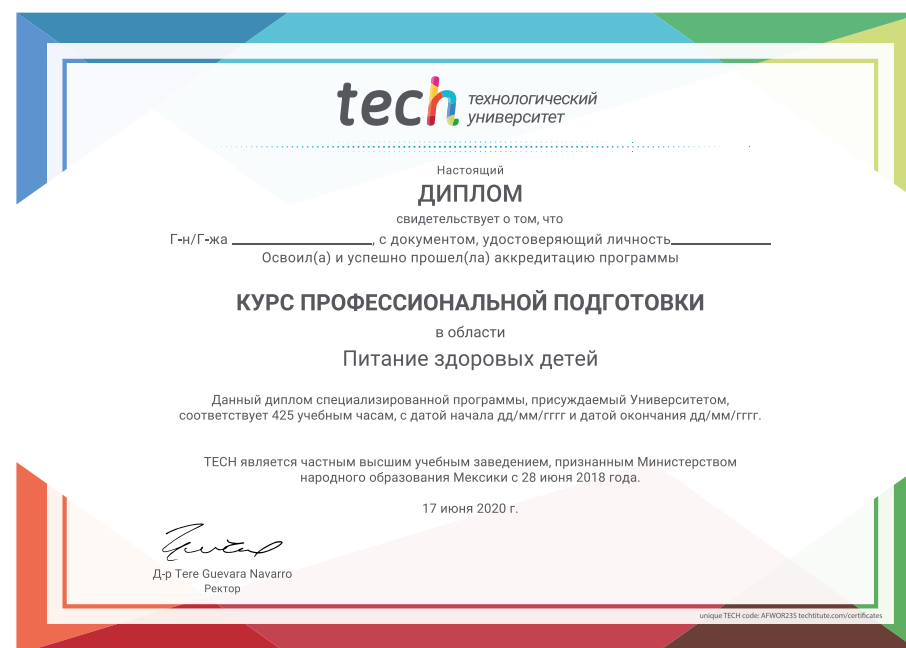 tech технологический
университет
Настоящий
ДИПЛОМ
свидетельствует о том, что
Г-н/Г-жа ____________________, с документом, удостоверяющий личность______________
Освоил(а) и успешно прошел(ла) аккредитацию программы
КУРС ПРОФЕССИОНАЛЬНОЙ ПОДГОТОВКИ
в области
Питание здоровых детей
Данный диплом специализированной программы, присуждаемый Университетом,
соответствует 425 учебным часам, с датой начала дд/мм/гггг и датой окончания дд/мм/гггг.
TECH является частным высшим учебным заведением, признанным Министерством
народного образования Мексики с 28 июня 2018 года.
17 июня 2020 г.
Д-р Tere Guevara Navarro
Ректор
unique TECH code: AFWOR23S techtitute.com/certificates